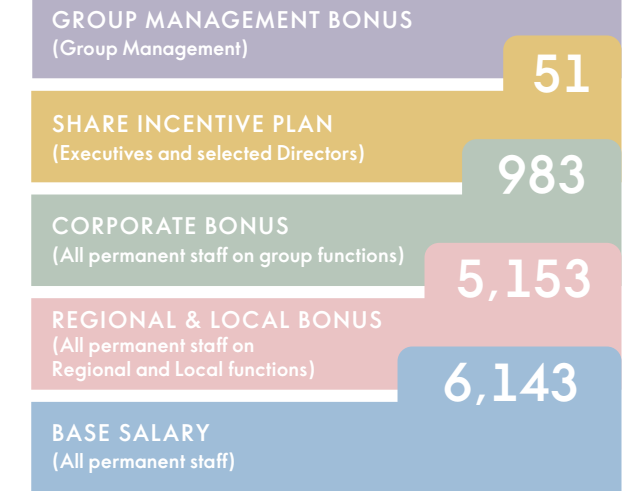 GROUP MANAGEMENT BONUS
(Group Management)
51
SHARE INCENTIVE PLAN
(Executives and selected Directors)
983
CORPORATE BONUS
(All permanent staff on group functions)
5,153
REGIONAL & LOCAL BONUS
(All permanent staff on
Regional and Local functions)
6,143
BASE SALARY
(All permanent staff)